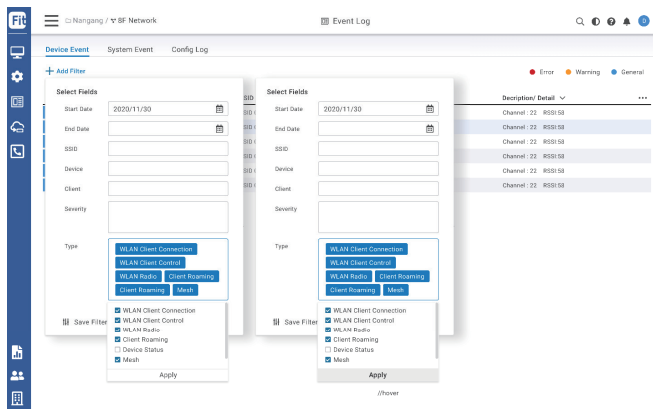 Fit
Narigang / SF Network
Event Log
Device Event System Event Config Log
Add Filter
Error Warning General
Select Fields
Start Date 2020/11/30
End Date
SSID
Device
Client
Severity
Type
WLAN Client Connection
WLAN Client Control
WLAN Radio Client Roaming
Client Roaming Mesh
WLAN Client Connection
WLAN Client Control
WLAN Radio
Client Roaming
Device Status
Mesh
Save Filter
Apply
SSID
Select Fields
Start Date 2020/11/30
End Date
SSID
Device
Client
Severity
Type
WLAN Client Connection
WLAN Client Control
WLAN Radio Client Roaming
Client Roaming Mesh
WLAN Client Connection
WLAN Client Control
WLAN Radio
Client Roaming
Device Status
Mesh
Save Filter
Apply
//hover
Decription/ Detail
Channel : 22 RSSI:58
Channel : 22 RSSI:58
Channel : 22 RSSI:58
Channel : 22 RSSI:58
Channel : 22 RSSI:58
Channel : 22 RSSI:58